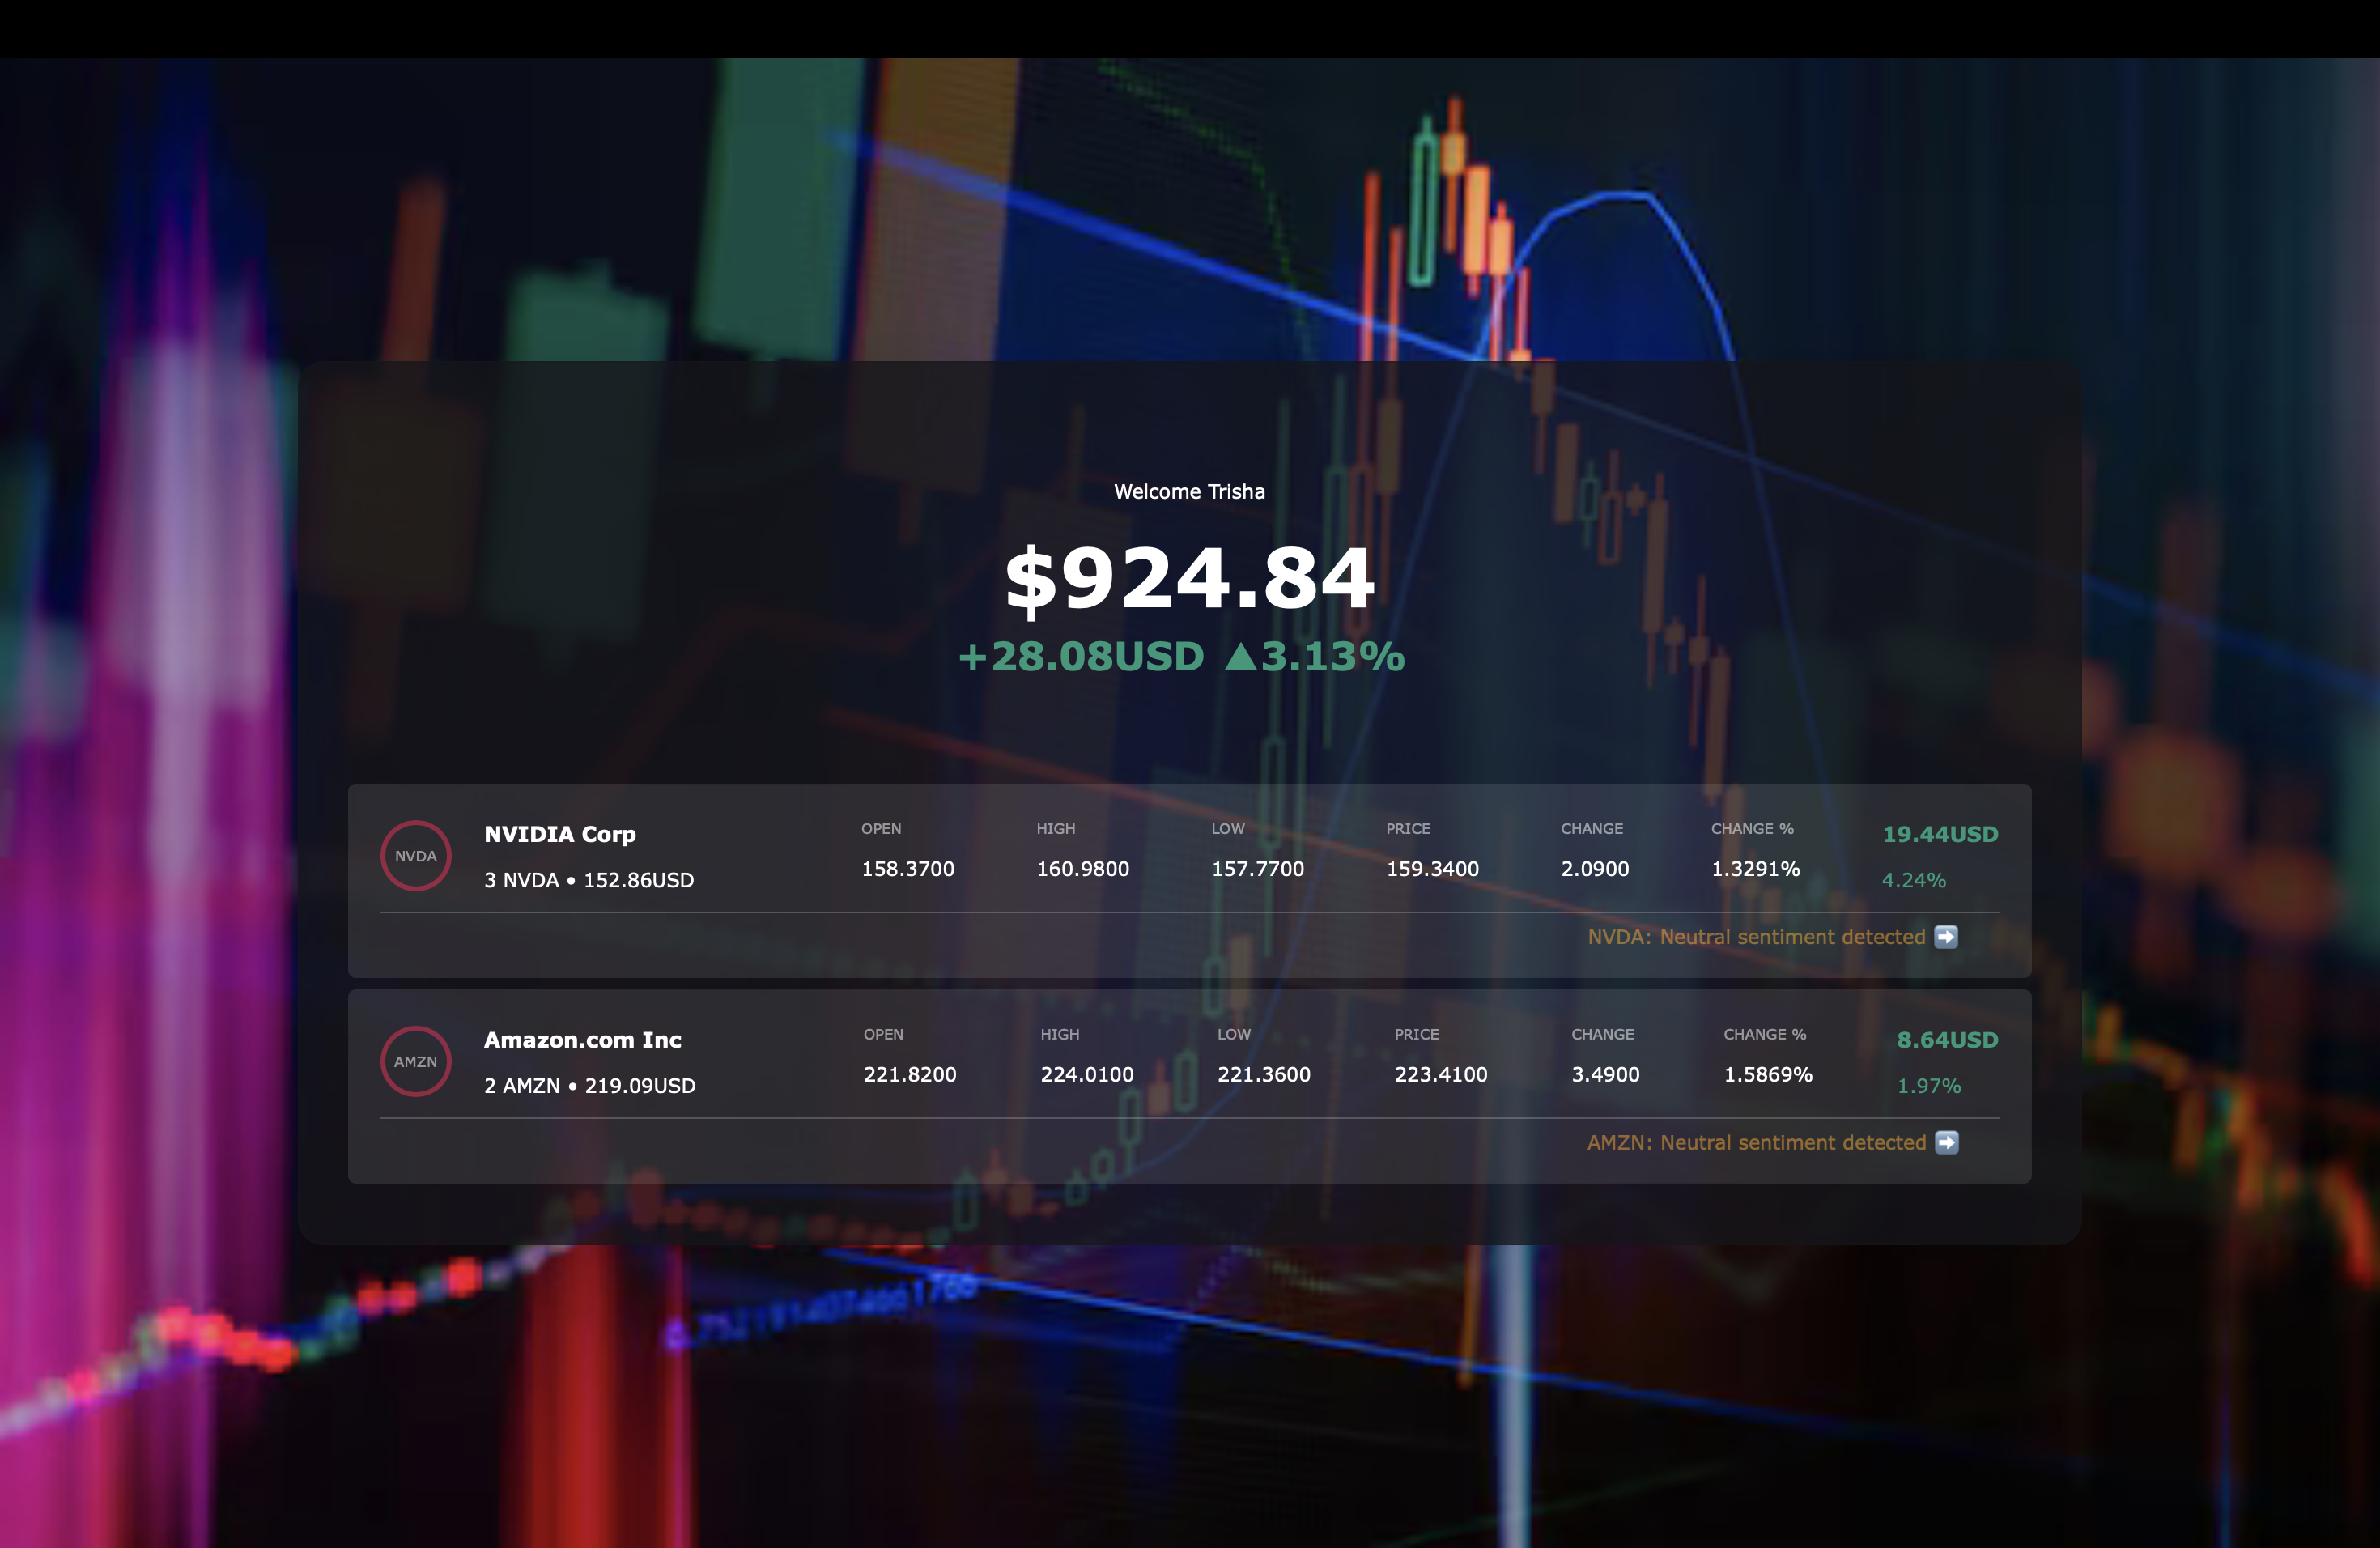 Welcome Trisha
$924.84
+28.08USD ▲3.13%
NVDA
NVIDIA Corp
3 NVDA • 152.86USD
OPEN HIGH LOW PRICE CHANGE CHANGE %
158.3700 160.9800 157.7700 159.3400 2.0900 1.3291%
19.44USD
4.24%
NVDA: Neutral sentiment detected ➡️
AMZN
Amazon.com Inc
2 AMZN • 219.09USD
OPEN HIGH LOW PRICE CHANGE CHANGE %
221.8200 224.0100 221.3600 223.4100 3.4900 1.5869%
8.64USD
1.97%
AMZN: Neutral sentiment detected ➡️